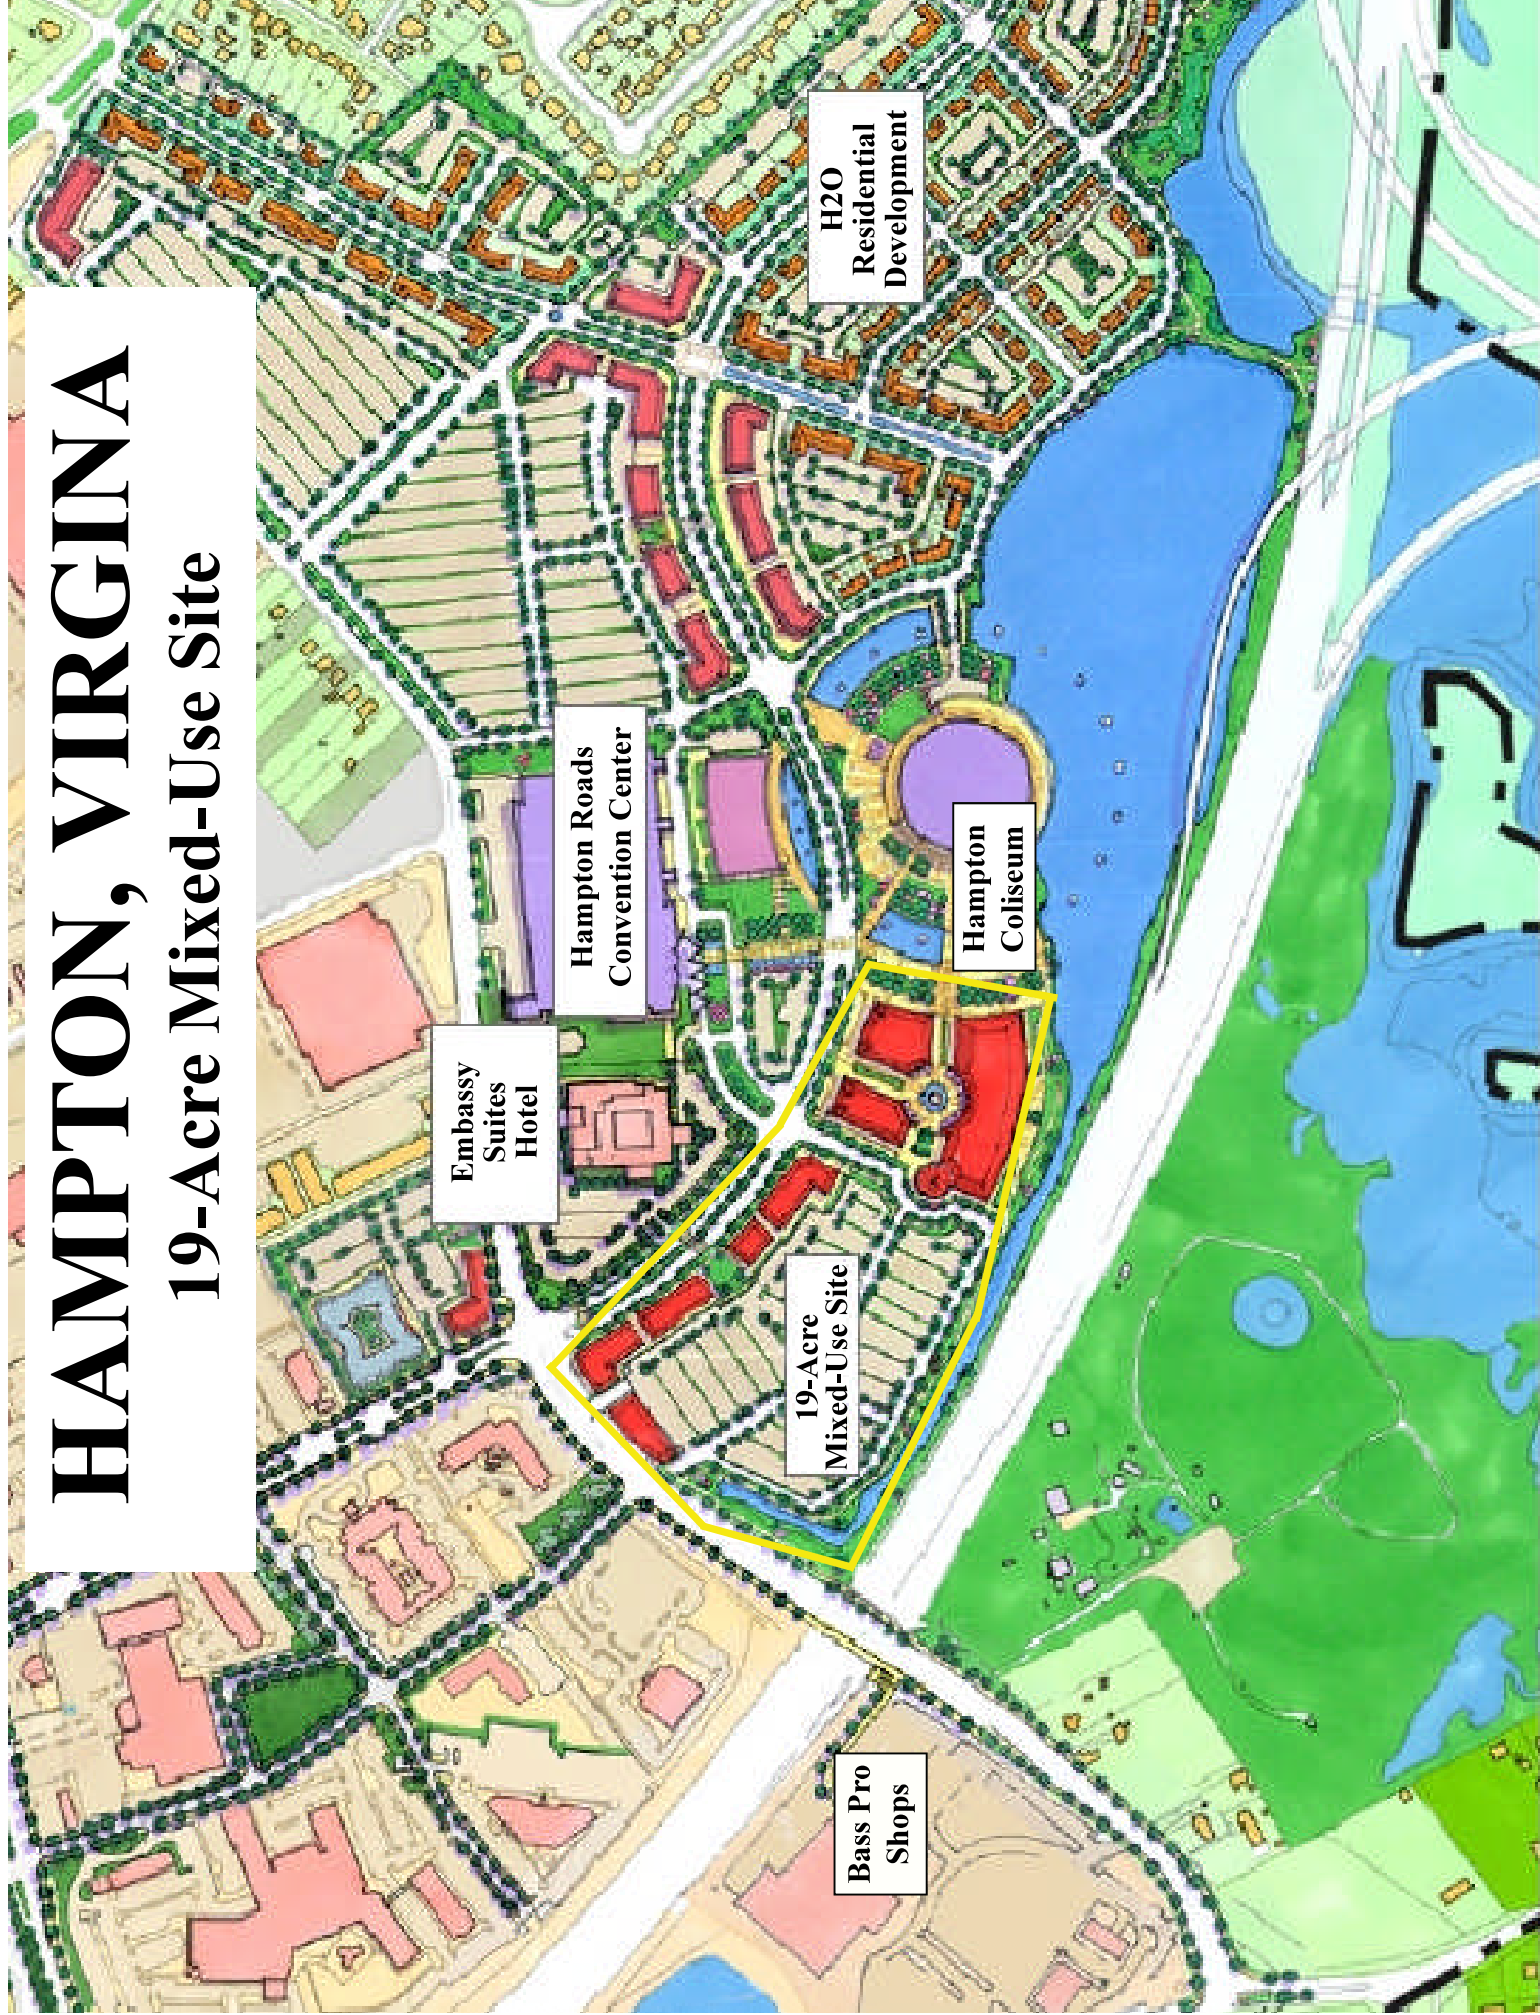 HAMPTON, VIRGINA
19-Acre Mixed-Use Site
Embassy
Suites
Hotel
Hampton Roads
Convention Center
H2O
Residential
Development
Hampton
Coliseum
19-Acre
Mixed-Use Site
Bass Pro
Shops